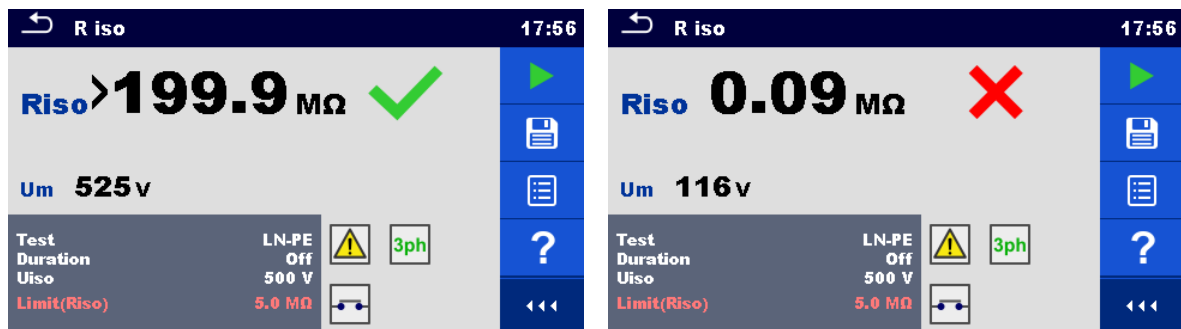 R iso 17:56
Riso>199.9 MΩ
Um 525 V
Test LN-PE
Duration Off
Uiso 500 V
Limit(Riso) 5.0 MΩ
3ph
?
R iso 17:56
Riso 0.09 MΩ
Um 116 V
Test LN-PE
Duration Off
Uiso 500 V
Limit(Riso) 5.0 MΩ
3ph
?